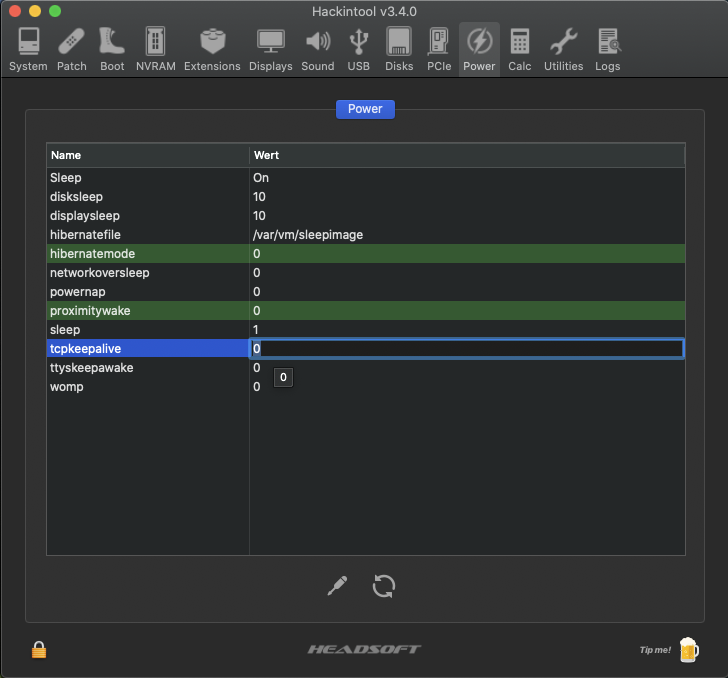 Hackintool v3.4.0
System Patch Boot NVRAM Extensions Displays Sound USB Disks PCIe Power Calc Utilities Logs
Power
Name Wert
Sleep On
disksleep 10
displaysleep 10
hibernatefile /var/vm/sleepimage
hibernatemode 0
networkoversleep 0
powernap 0
proximitywake 0
sleep 1
tcpkeepalive 0
ttyskeepawake 0
0
womp 0
HEADSOFT
Tip me!